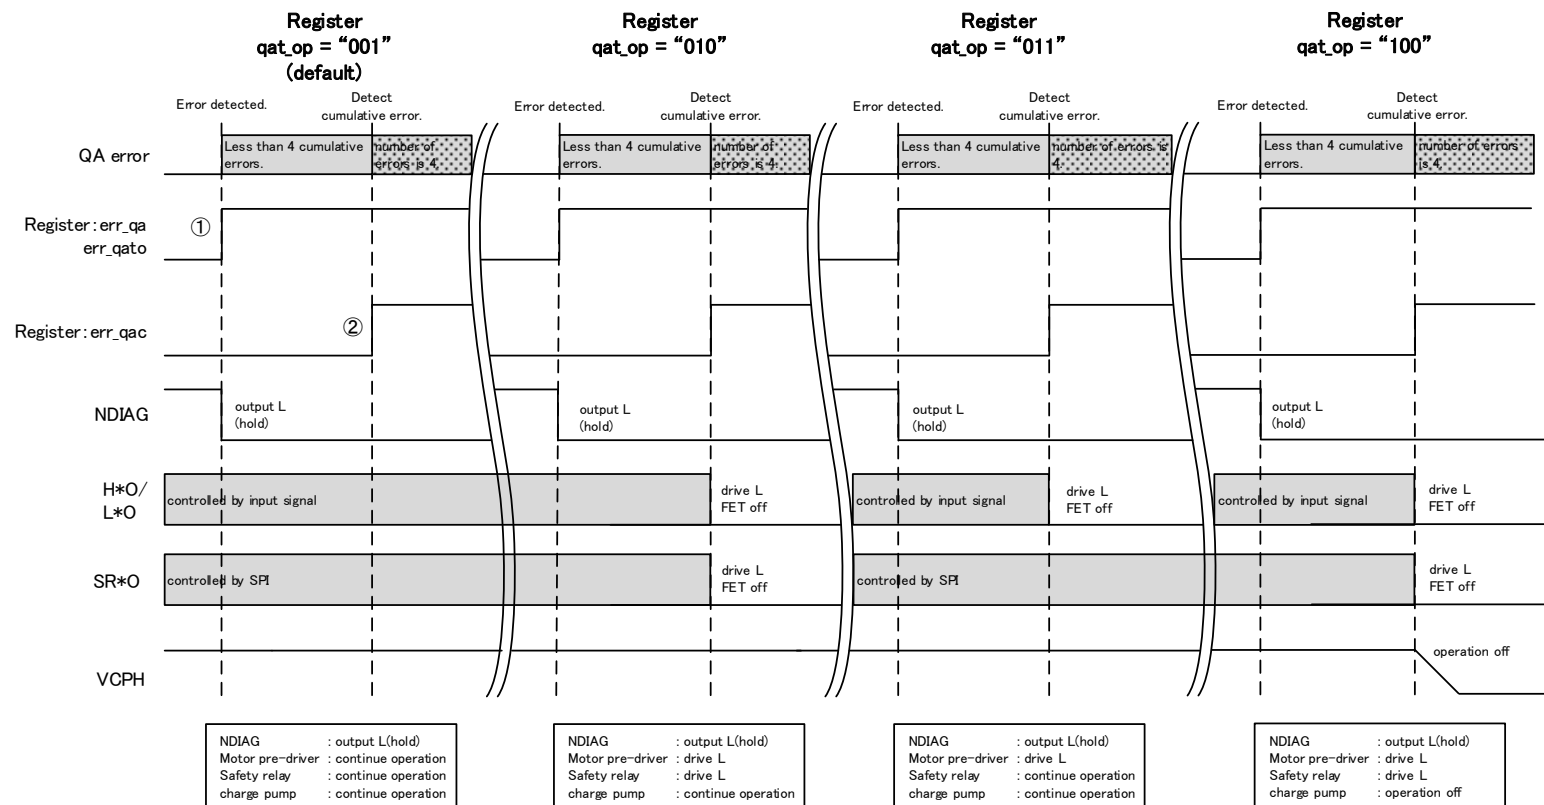 Register
qat_op = “001”
(default)
Register
qat_op = “010”
Register
qat_op = “011”
Register
qat_op = “100”
Error detected.
Detect
cumulative error.
Error detected.
Detect
cumulative error.
Error detected.
Detect
cumulative error.
Error detected.
Detect
cumulative error.
QA error
Less than 4 cumulative
errors.
number of
errors is 4.
Less than 4 cumulative
errors.
number of
errors is 4.
Less than 4 cumulative
errors.
number of errors is
4.
Less than 4 cumulative
errors.
number of errors
is 4.
Register:err_qa
err_qato
①
Register:err_qac
②
NDIAG
output L
(hold)
output L
(hold)
output L
(hold)
output L
(hold)
H*O/
L*O
controlled by input signal
drive L
FET off
controlled by input signal
drive L
FET off
controlled by input signal
drive L
FET off
SR*O
controlled by SPI
drive L
FET off
controlled by SPI
drive L
FET off
VCPH
operation off
NDIAG : output L(hold)
Motor pre-driver : continue operation
Safety relay : continue operation
charge pump : continue operation
NDIAG : output L(hold)
Motor pre-driver : drive L
Safety relay : drive L
charge pump : continue operation
NDIAG : output L(hold)
Motor pre-driver : drive L
Safety relay : continue operation
charge pump : continue operation
NDIAG : output L(hold)
Motor pre-driver : drive L
Safety relay : drive L
charge pump : operation off